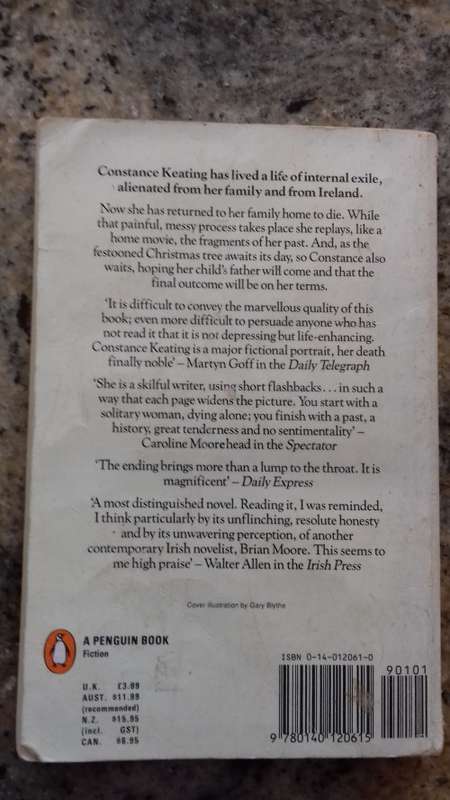 Constance Keating has lived a life of internal exile,
alienated from her family and from Ireland.
Now she has returned to her family home to die. While
that painful, messy process takes place she replays, like a
home movie, the fragments of her past. And, as the
festooned Christmas tree awaits its day, so Constance also
waits, hoping her child's father will come and that the
final outcome will be on her terms.
'It is difficult to convey the marvellous quality of this
book; even more difficult to persuade anyone who has
not read it that it is not depressing but life-enhancing.
Constance Keating is a major fictional portrait, her death
finally noble' – Martyn Goff in the Daily Telegraph
'She is a skilful writer, using short flashbacks... in such a
way that each page widens the picture. You start with a
solitary woman, dying alone; you finish with a past, a
history, great tenderness and no sentimentality' –
Caroline Moorehead in the Spectator
'The ending brings more than a lump to the throat. It is
magnificent' – Daily Express
'A most distinguished novel. Reading it, I was reminded,
I think particularly by its unflinching, resolute honesty
and by its unwavering perception, of another
contemporary Irish novelist, Brian Moore. This seems to
me high praise' – Walter Allen in the Irish Press
Cover illustration by Gary Blythe
A PENGUIN BOOK
Fiction
U.K. £3.99
AUST. $11.99
(recommended)
N.Z. $15.95
(incl. GST)
CAN. $6.95
ISBN 0-14-012061-0
90101
9 780140 120615